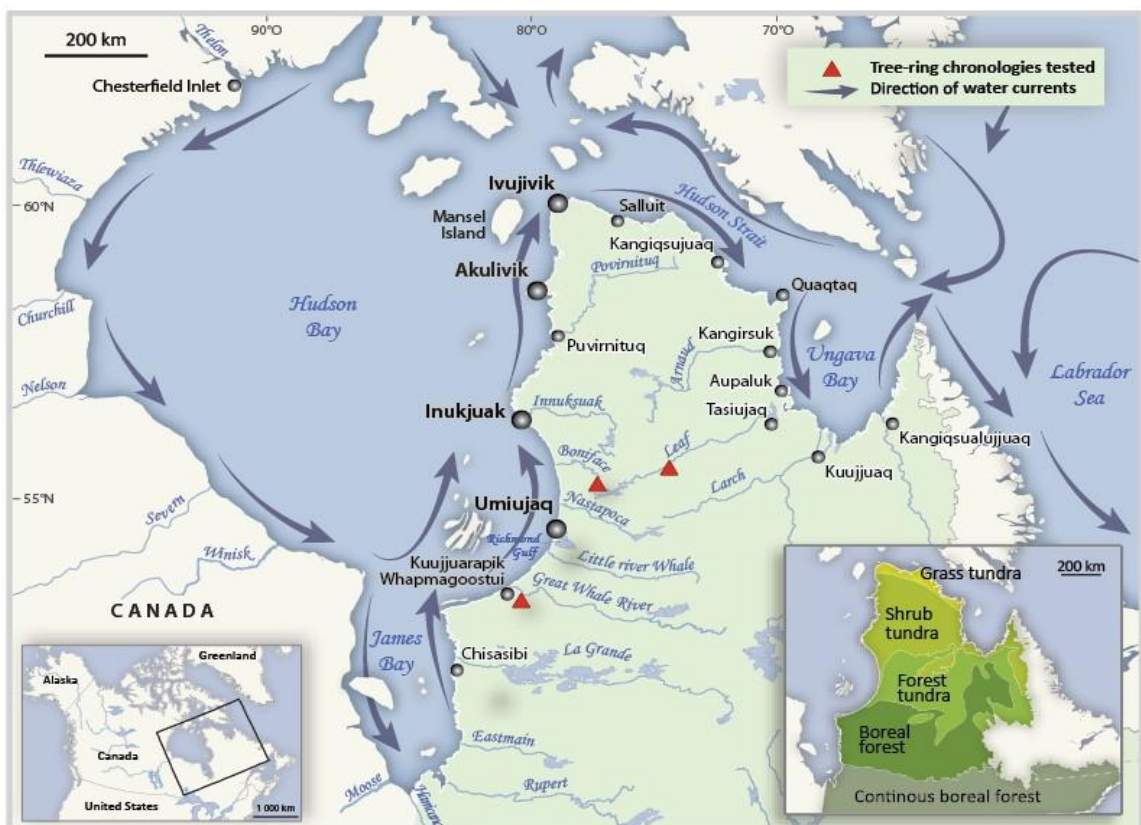 90°O
80°O
70°O
200 km
Thelon
Chesterfield Inlet
Tree-ring chronologies tested
Direction of water currents
Thlewiaza
60°N
Ivujivik
Mansel
Island
Salluit
Hudson Strait
Kangiqsujuaq
Povirnituq
Akulivik
Quaqtaq
Churchill
Hudson
Bay
Puvirnituq
Kangirsuk
Arnaud
Ungava
Bay
Nelson
Aupaluk
Labrador
Sea
Inukjuak
Innuksuak
Tasiujaq
Kangiqsualujjuaq
Boniface
Leaf
Kuujjuaq
Larch
55°N
Umiujaq
Nastapoca
Severn
Winisk
Richmond
Gulf
Little river Whale
Kuujjuarapik
Whapmagoostui
Great Whale River
CANADA
James
Bay
Chisasibi
La Grande
Eastmain
Rupert
Moose
Grass tundra
200 km
Shrub
tundra
Forest
tundra
Boreal
forest
Continous boreal forest
Greenland
Alaska
Canada
United States
1 000 km